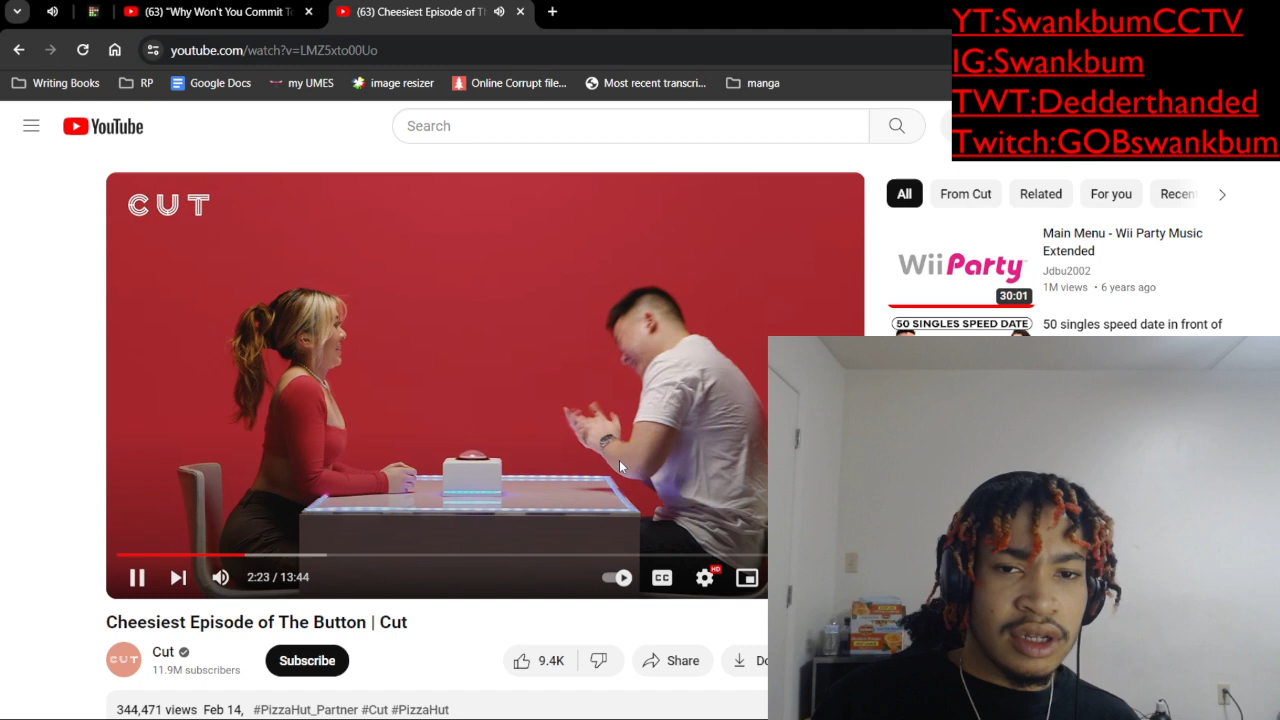 (63) "Why Won't You Commit To
(63) Cheesiest Episode of Th
youtube.com/watch?v=LMZ5xto00Uo
Writing Books
RP
Google Docs
my UMES
image resizer
Online Corrupt file...
Most recent transcri...
manga
YT:SwankbumCCTV
IG:Swankbum
TWT:Dedderthanded
Twitch:GOBswankbum
YouTube
Search
CUT
All
From Cut
Related
For you
Recen
Main Menu - Wii Party Music
Extended
Jdbu2002
1M views • 6 years ago
Wii Party
30:01
50 SINGLES SPEED DATE
50 singles speed date in front of
2:23 / 13:44
CC
HD
Cheesiest Episode of The Button | Cut
CUT
Cut
11.9M subscribers
Subscribe
9.4K
Share
Do
344,471 views Feb 14, #PizzaHut_Partner #Cut #PizzaHut